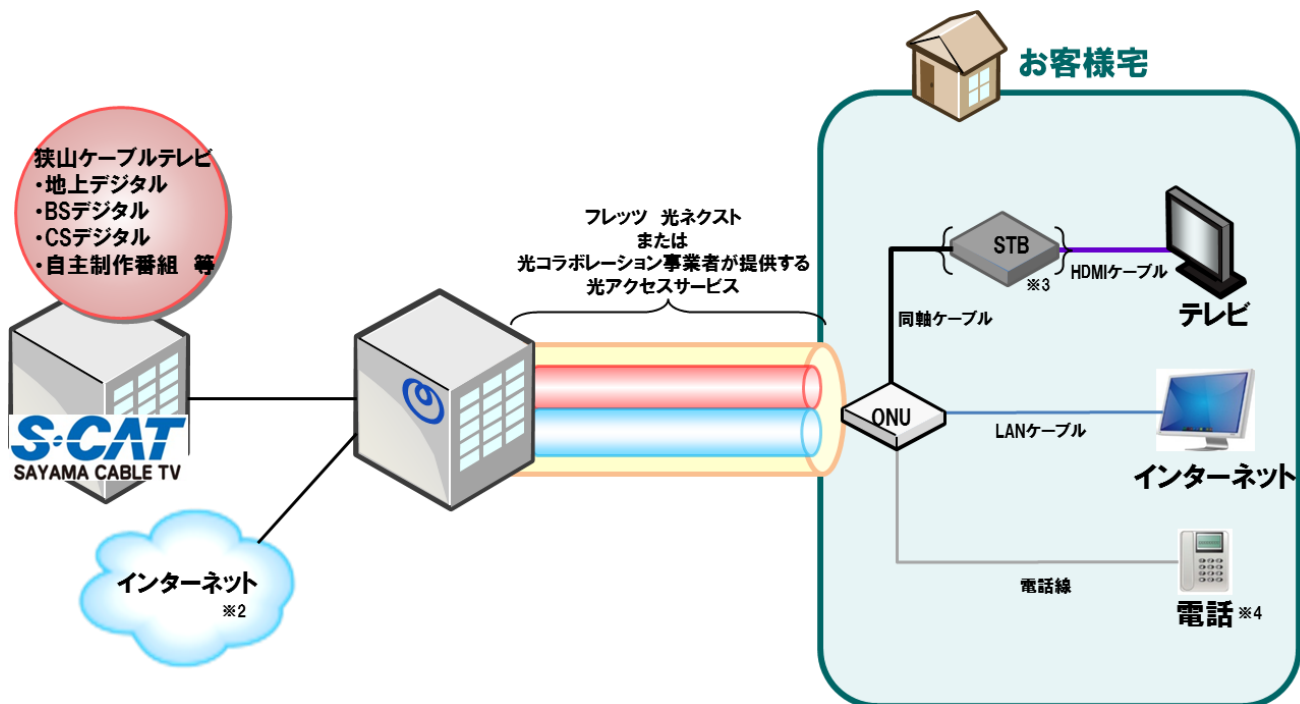 お客様宅
狭山ケーブルテレビ
・地上デジタル
・BSデジタル
・CSデジタル
・自主制作番組 等
S・CAT
SAYAMA CABLE TV
インターネット
※2
フレッツ 光ネクスト
または
光コラボレーション事業者が提供する
光アクセスサービス
STB
※3
HDMIケーブル
テレビ
同軸ケーブル
ONU
LANケーブル
インターネット
電話線
電話※4